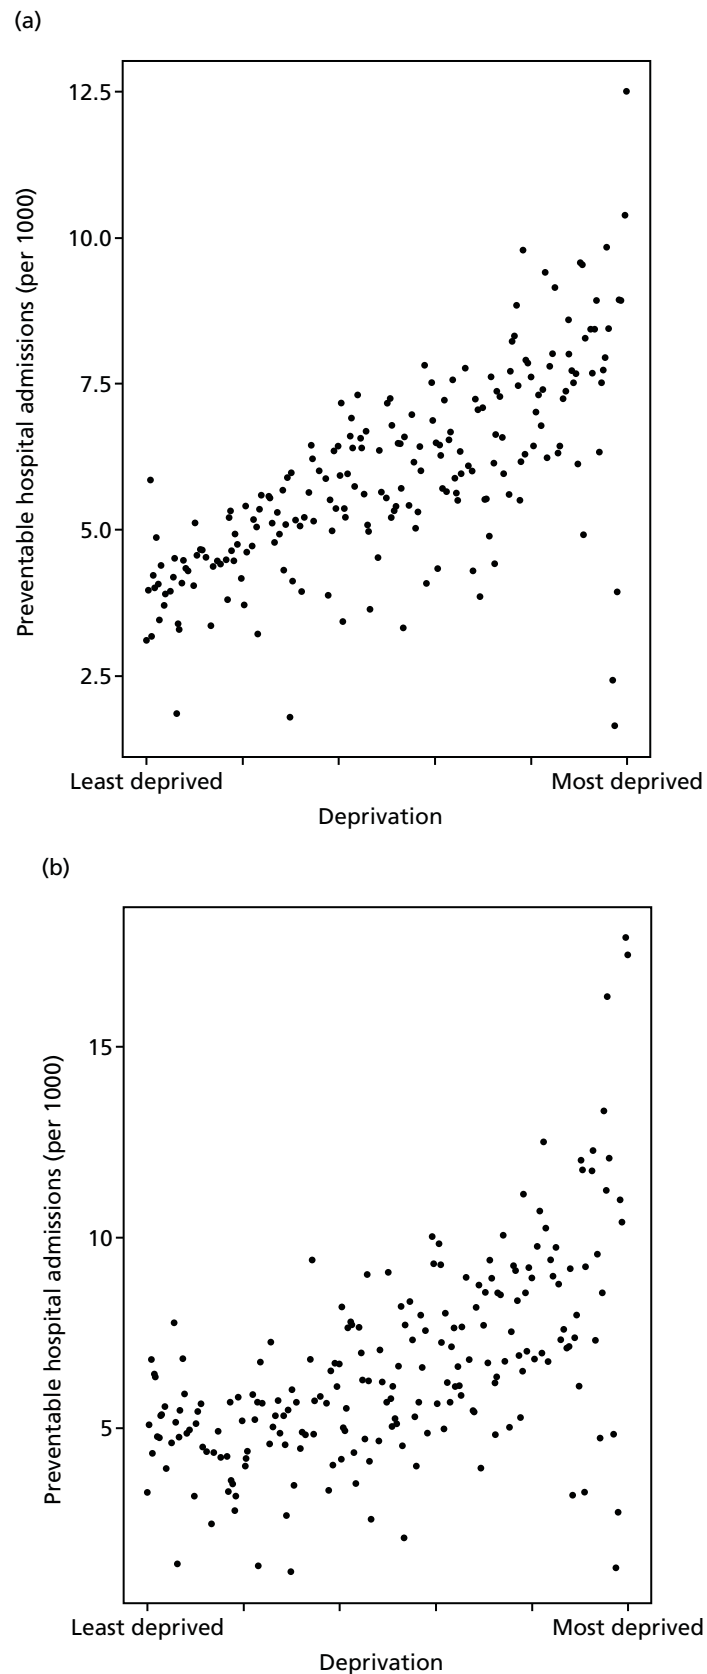 (a)
Preventable hospital admissions (per 1000)
12.5
10.0
7.5
5.0
2.5
Least deprived
Most deprived
Deprivation
(b)
Preventable hospital admissions (per 1000)
15
10
5
Least deprived
Most deprived
Deprivation